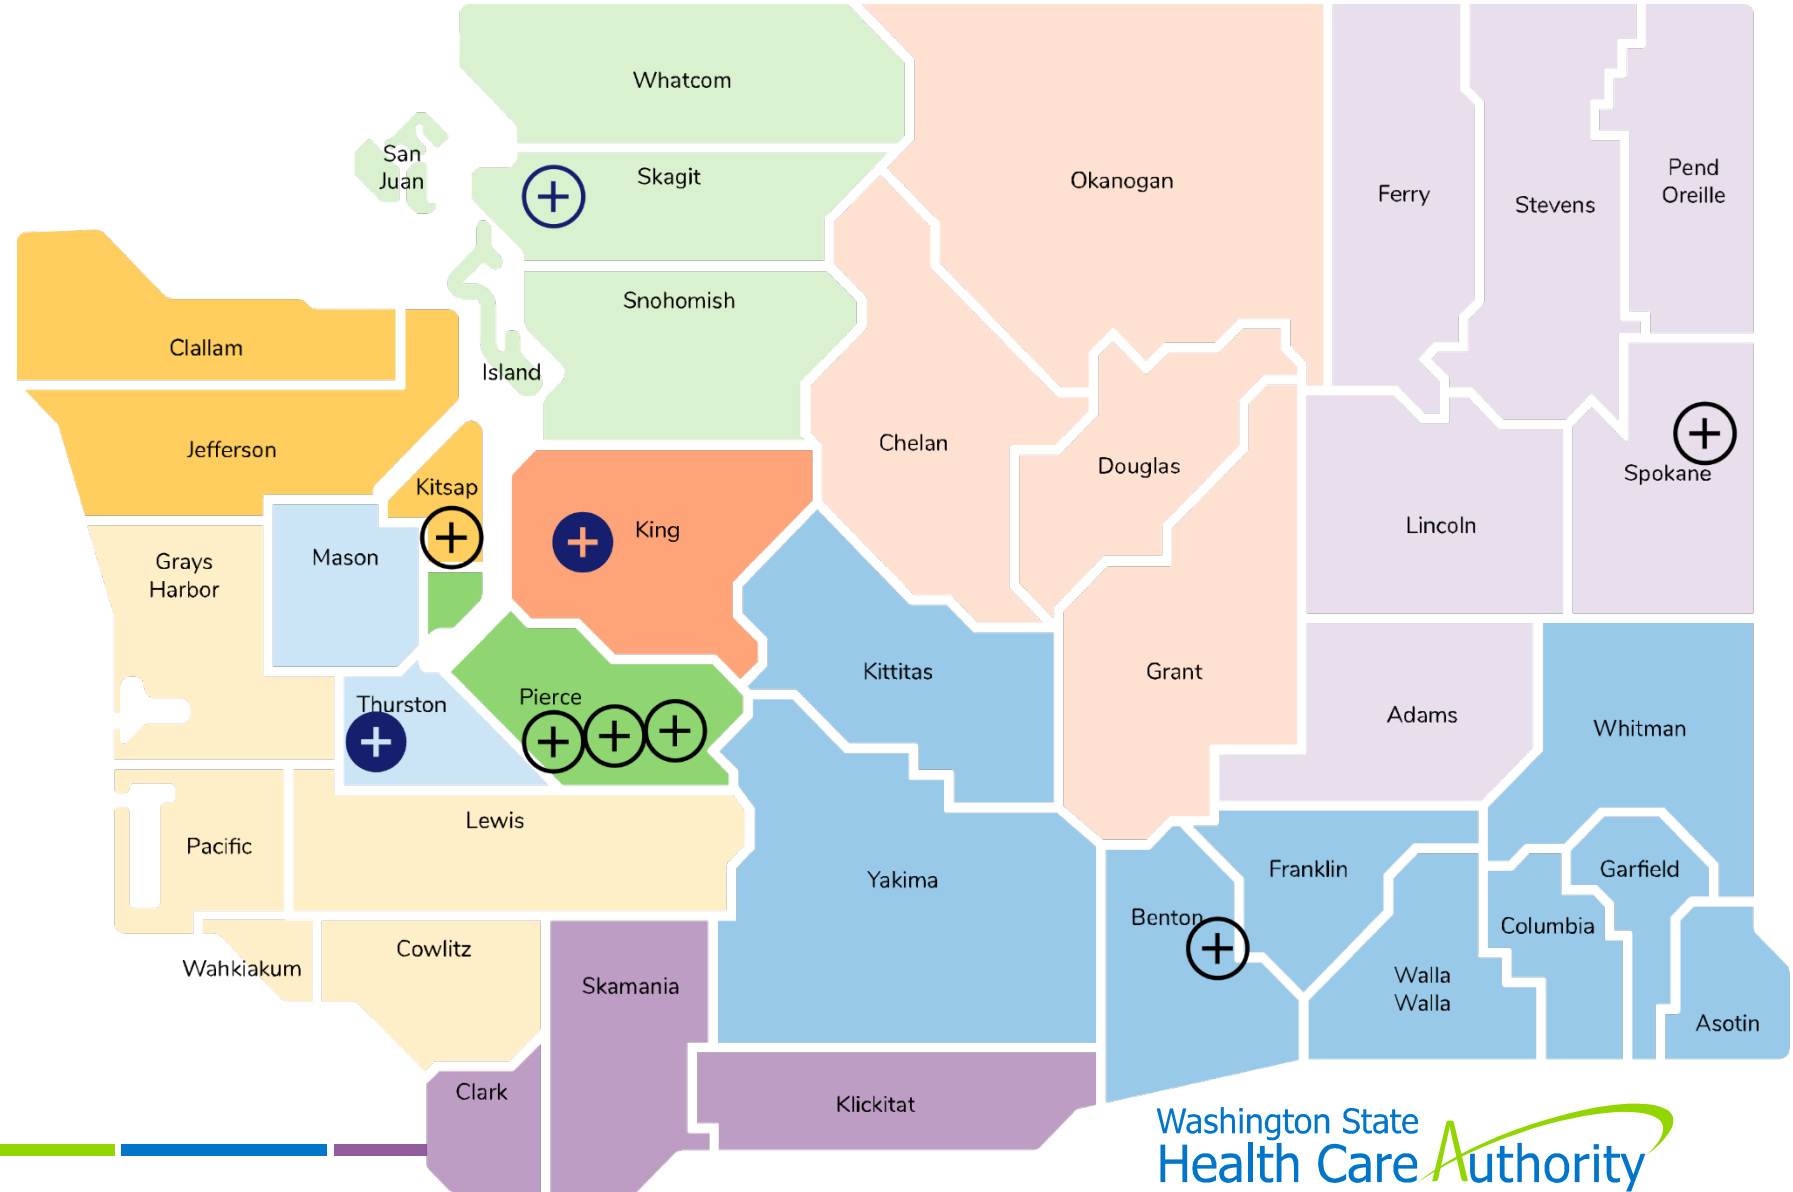 Whatcom
San
Juan
Skagit
Okanogan
Ferry
Stevens
Pend
Oreille
Snohomish
Clallam
Island
Jefferson
Chelan
Douglas
Spokane
Kitsap
King
Lincoln
Grays
Harbor
Mason
Kittitas
Grant
Thurston
Pierce
Adams
Whitman
Lewis
Pacific
Yakima
Franklin
Garfield
Benton
Columbia
Wahkiakum
Cowlitz
Skamania
Walla
Walla
Asotin
Clark
Klickitat
Washington State
Health Care Authority